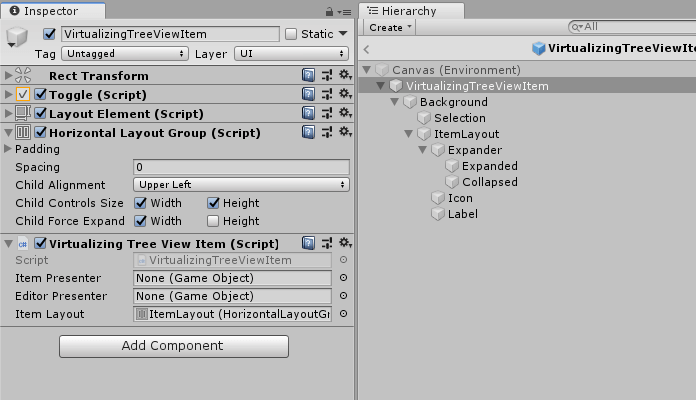 Inspector
VirtualizingTreeViewItem
Static
Tag Untagged Layer UI
Rect Transform
Toggle (Script)
Layout Element (Script)
Horizontal Layout Group (Script)
Padding
Spacing 0
Child Alignment Upper Left
Child Controls Size Width Height
Child Force Expand Width Height
Virtualizing Tree View Item (Script)
Script VirtualizingTreeViewItem
Item Presenter None (Game Object)
Editor Presenter None (Game Object)
Item Layout ItemLayout (HorizontalLayoutGr
Add Component
Hierarchy
Create All
VirtualizingTreeViewIte
Canvas (Environment)
VirtualizingTreeViewItem
Background
Selection
ItemLayout
Expander
Expanded
Collapsed
Icon
Label